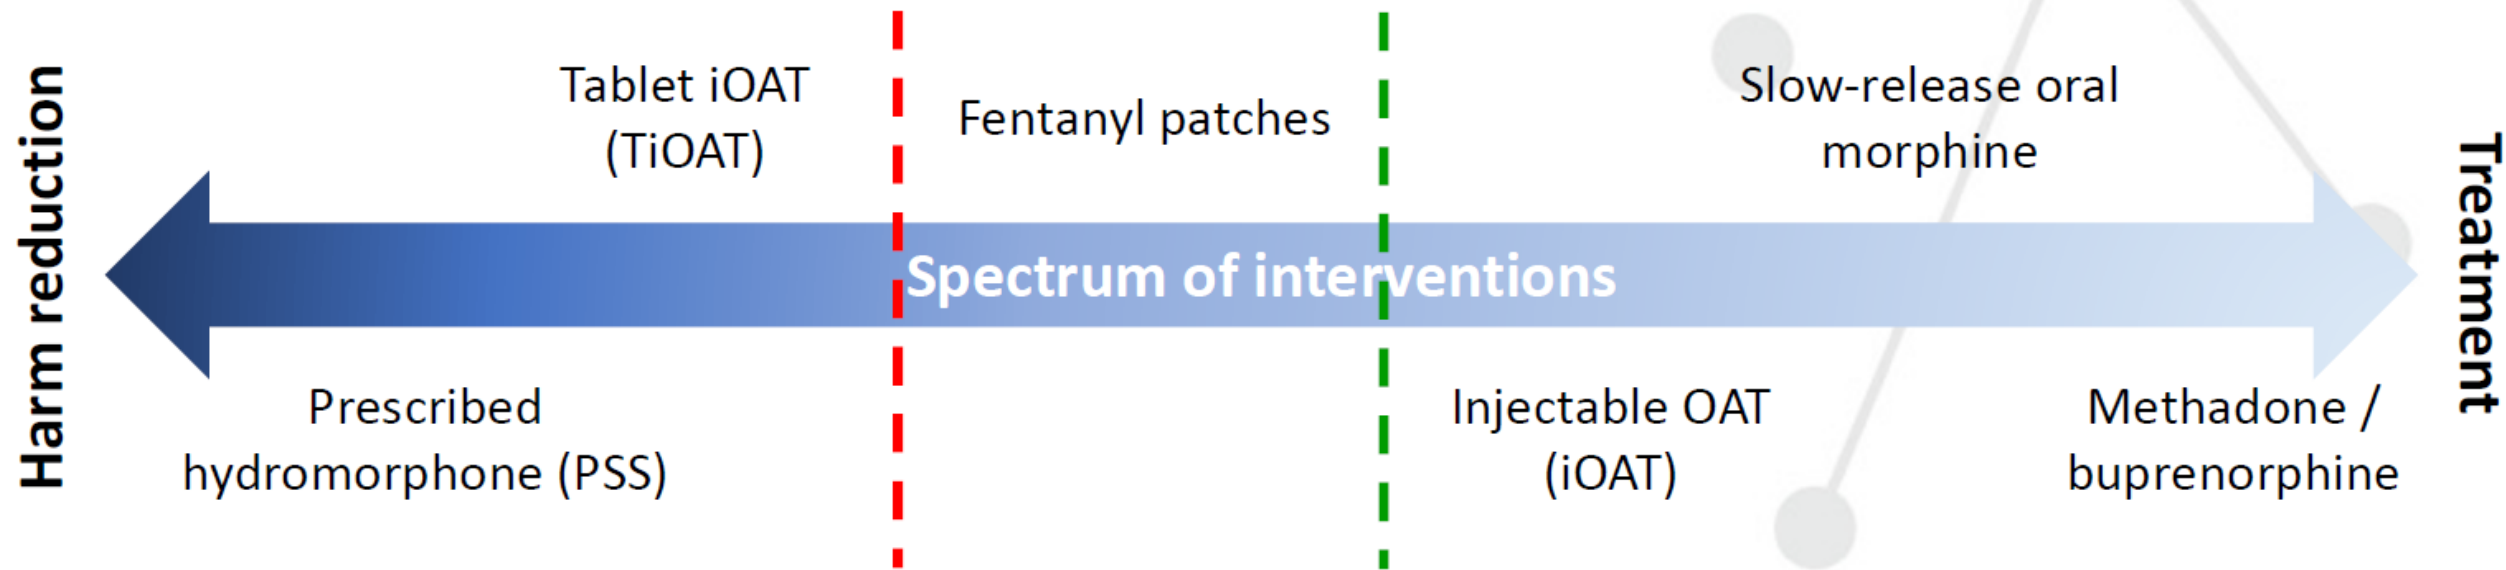 Harm reduction
Tablet iOAT
(TiOAT)
Fentanyl patches
Slow-release oral
morphine
Spectrum of interventions
Prescribed
hydromorphone (PSS)
Injectable OAT
(iOAT)
Methadone /
buprenorphine
Treatment